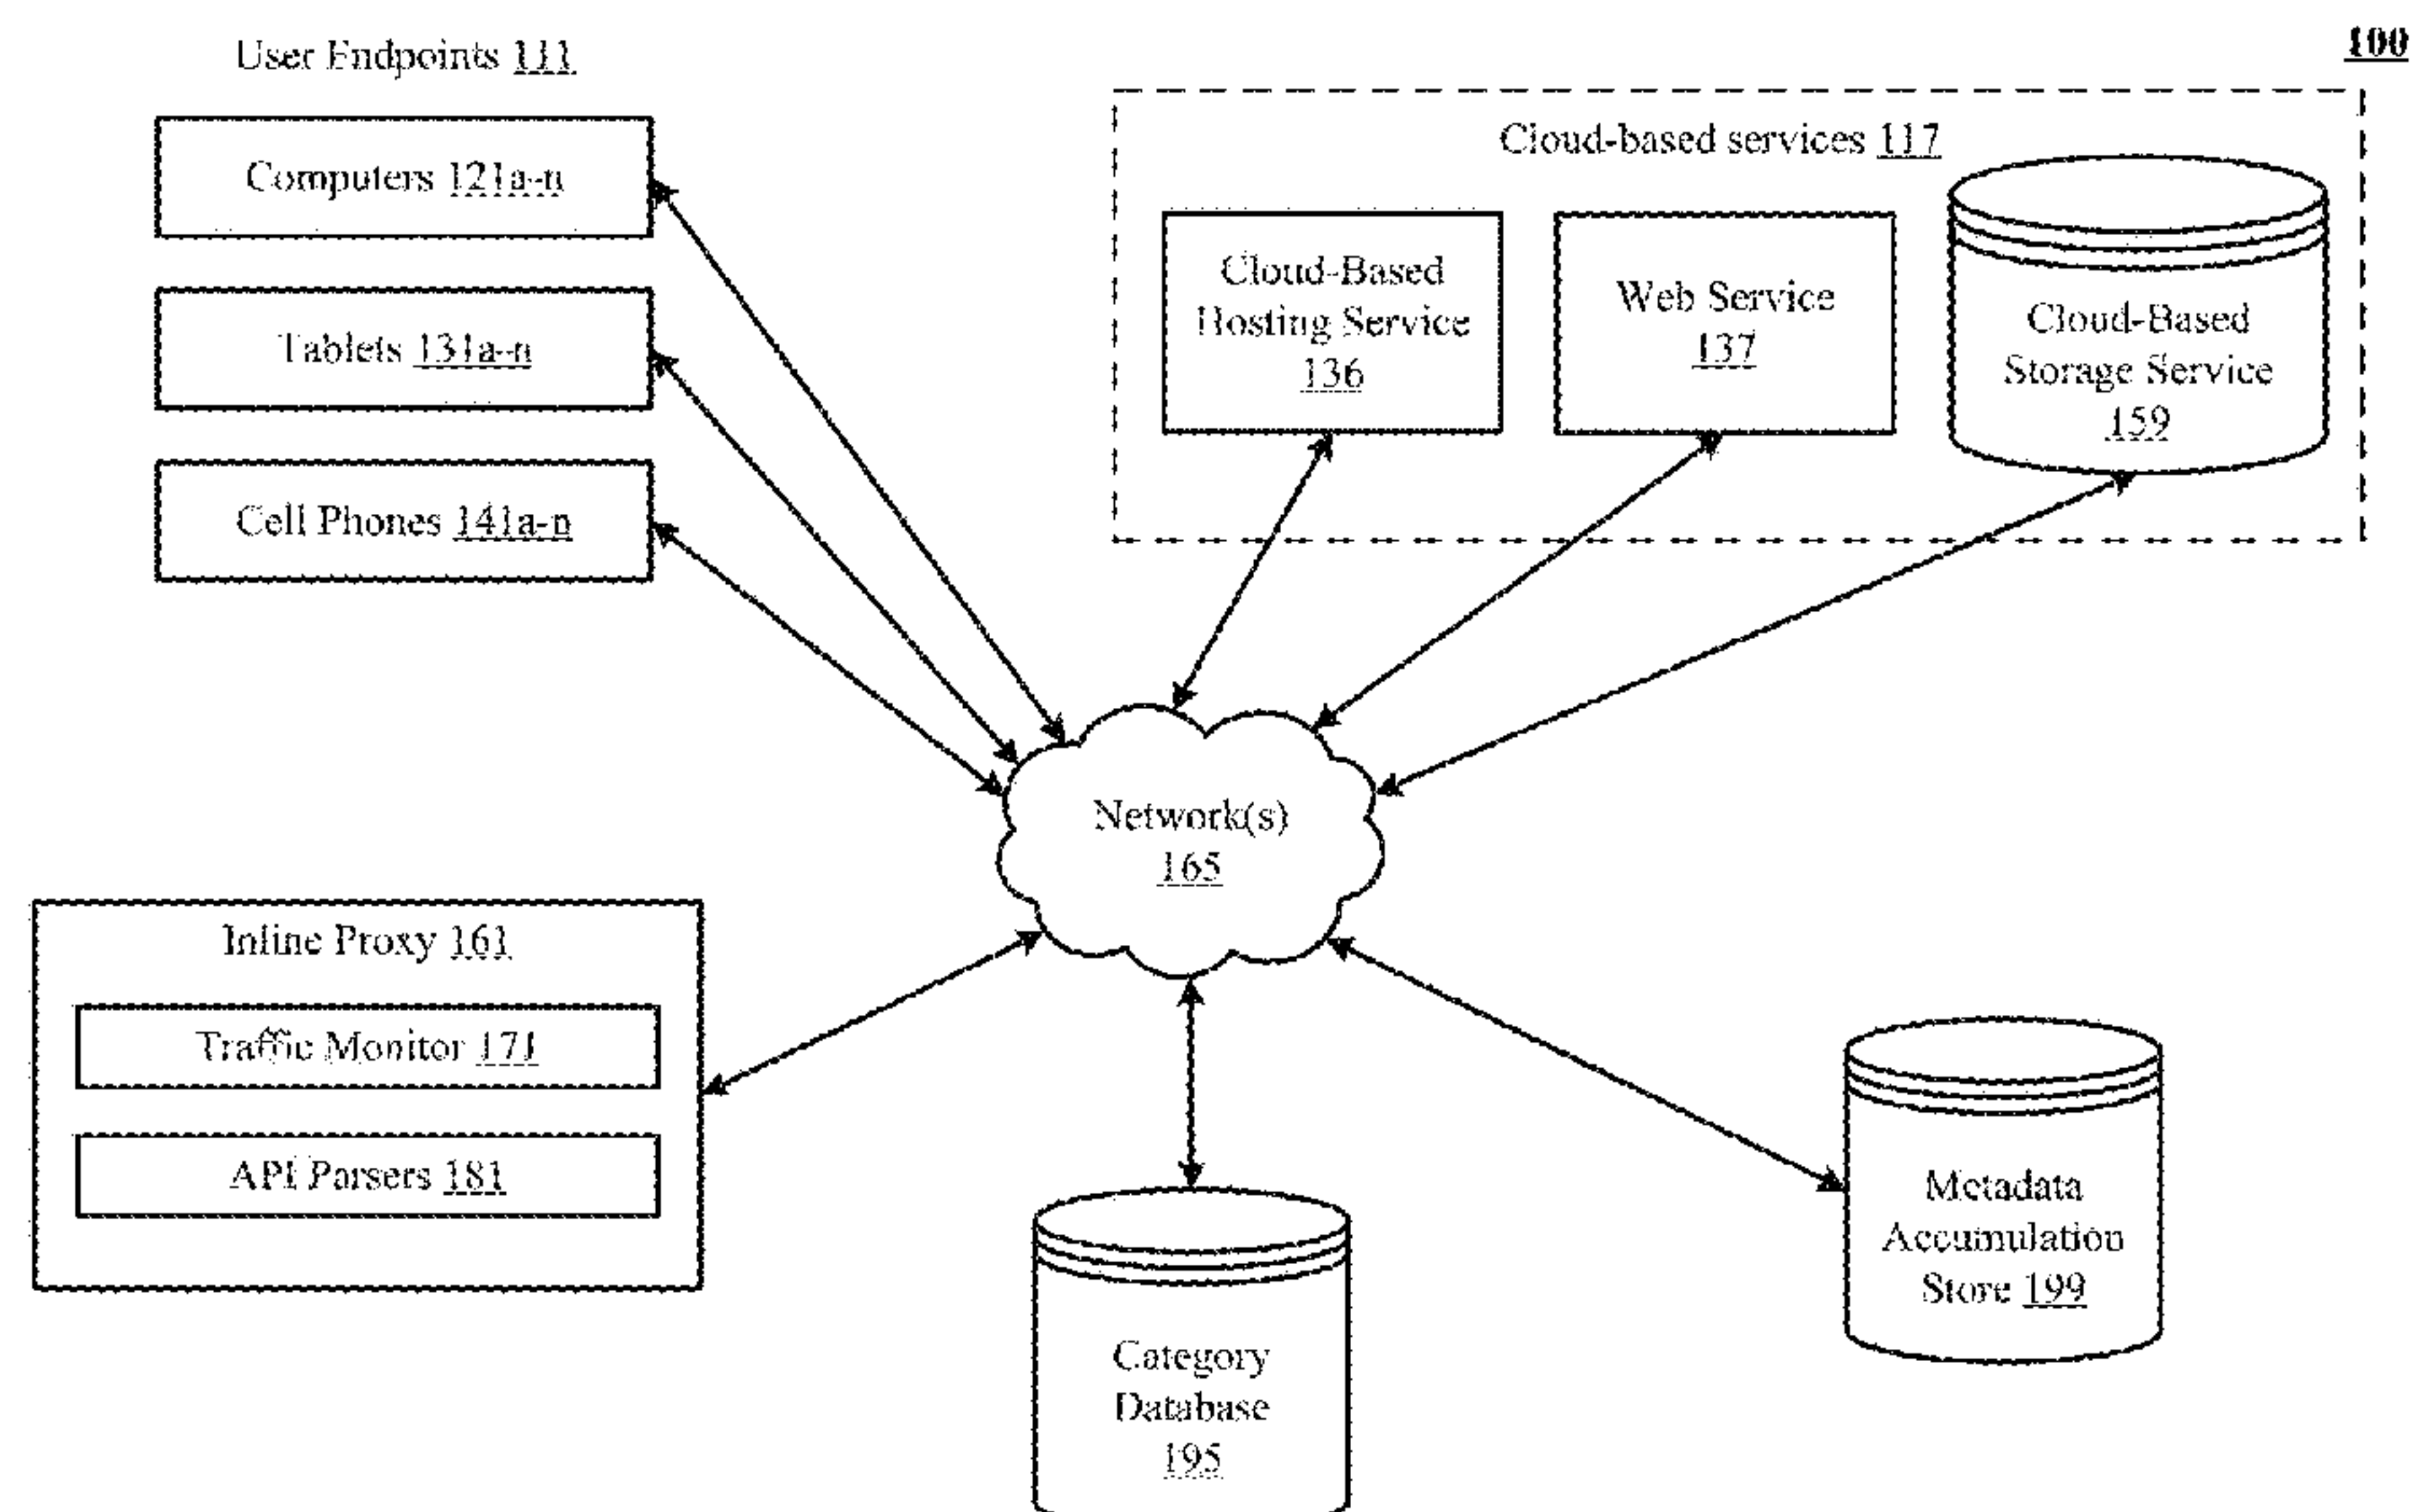 100
User Endpoints 111
Computers 121a-n
Tablets 131a-n
Cell Phones 141a-n
Cloud-based services 117
Cloud-Based
Hosting Service
136
Web Service
137
Cloud-Based
Storage Service
159
Network(s)
165
Inline Proxy 161
Traffic Monitor 171
API Parsers 181
Category
Database
195
Metadata
Accumulation
Store 199